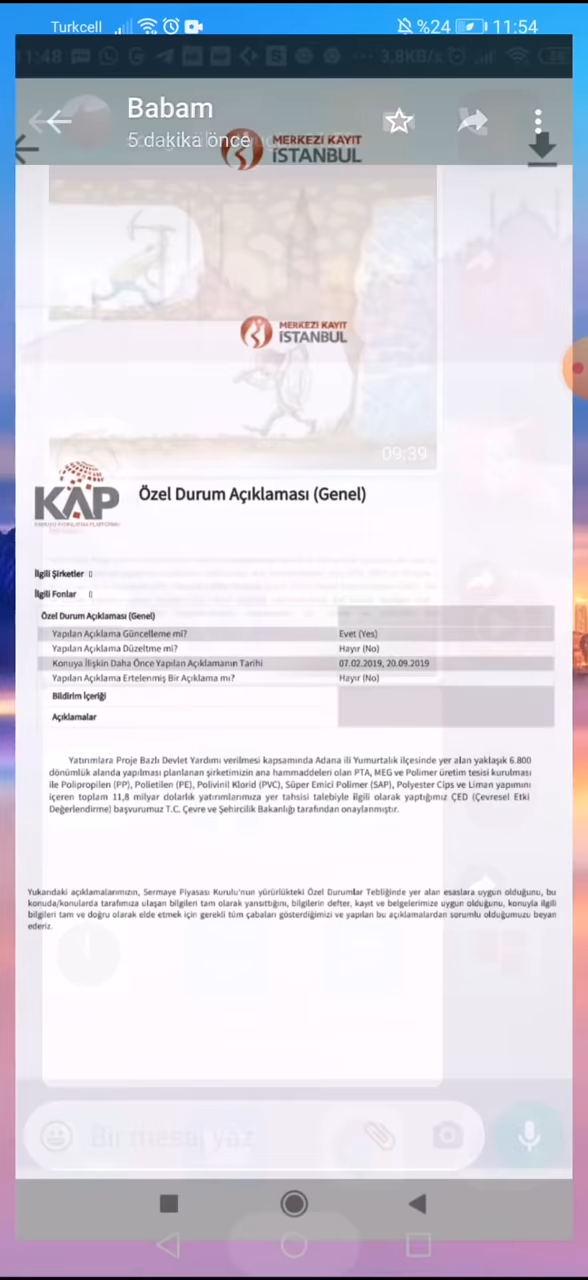 Turkcell %24 11:54
11:48 3,8KB/s
Babam
5 dakika önce
MERKEZİ KAYIT
İSTANBUL
MERKEZİ KAYIT
İSTANBUL
09:39
KAP
Özel Durum Açıklaması (Genel)
İlgili Şirketler []
İlgili Fonlar []
Özel Durum Açıklaması (Genel)
Yapılan Açıklama Güncelleme mi? Evet (Yes)
Yapılan Açıklama Düzeltme mi? Hayır (No)
Konuya İlişkin Daha Önce Yapılan Açıklamanın Tarihi 07.02.2019, 20.09.2019
Yapılan Açıklama Ertelenmiş Bir Açıklama mı? Hayır (No)
Bildirim İçeriği
Açıklamalar
Yatırımlara Proje Bazlı Devlet Yardımı verilmesi kapsamında Adana ili Yumurtalık ilçesinde yer alan yaklaşık 6.800
dönümlük alanda yapılması planlanan şirketimizin ana hammaddeleri olan PTA, MEG ve Polimer üretim tesisi kurulması
ile Polipropilen (PP), Polietilen (PE), Polivinil Klorid (PVC), Süper Emici Polimer (SAP), Polyester Cips ve Liman yapımını
içeren toplam 11,8 milyar dolarlık yatırımlarımıza yer tahsisi talebiyle ilgili olarak yaptığımız ÇED (Çevresel Etki
Değerlendirme) başvurumuz T.C. Çevre ve Şehircilik Bakanlığı tarafından onaylanmıştır.
Yukarıdaki açıklamalarımızın, Sermaye Piyasası Kurulu'nun yürürlükteki Özel Durumlar Tebliğinde yer alan esaslara uygun olduğunu, bu
konuda/konularda tarafımıza ulaşan bilgileri tam olarak yansıttığını, bilgilerin defter, kayıt ve belgelerimize uygun olduğunu, konuyla ilgili
bilgileri tam ve doğru olarak elde etmek için gerekli tüm çabaları gösterdiğimizi ve yapılan bu açıklamalardan sorumlu olduğumuzu beyan
ederiz.
Bir mesaj yaz